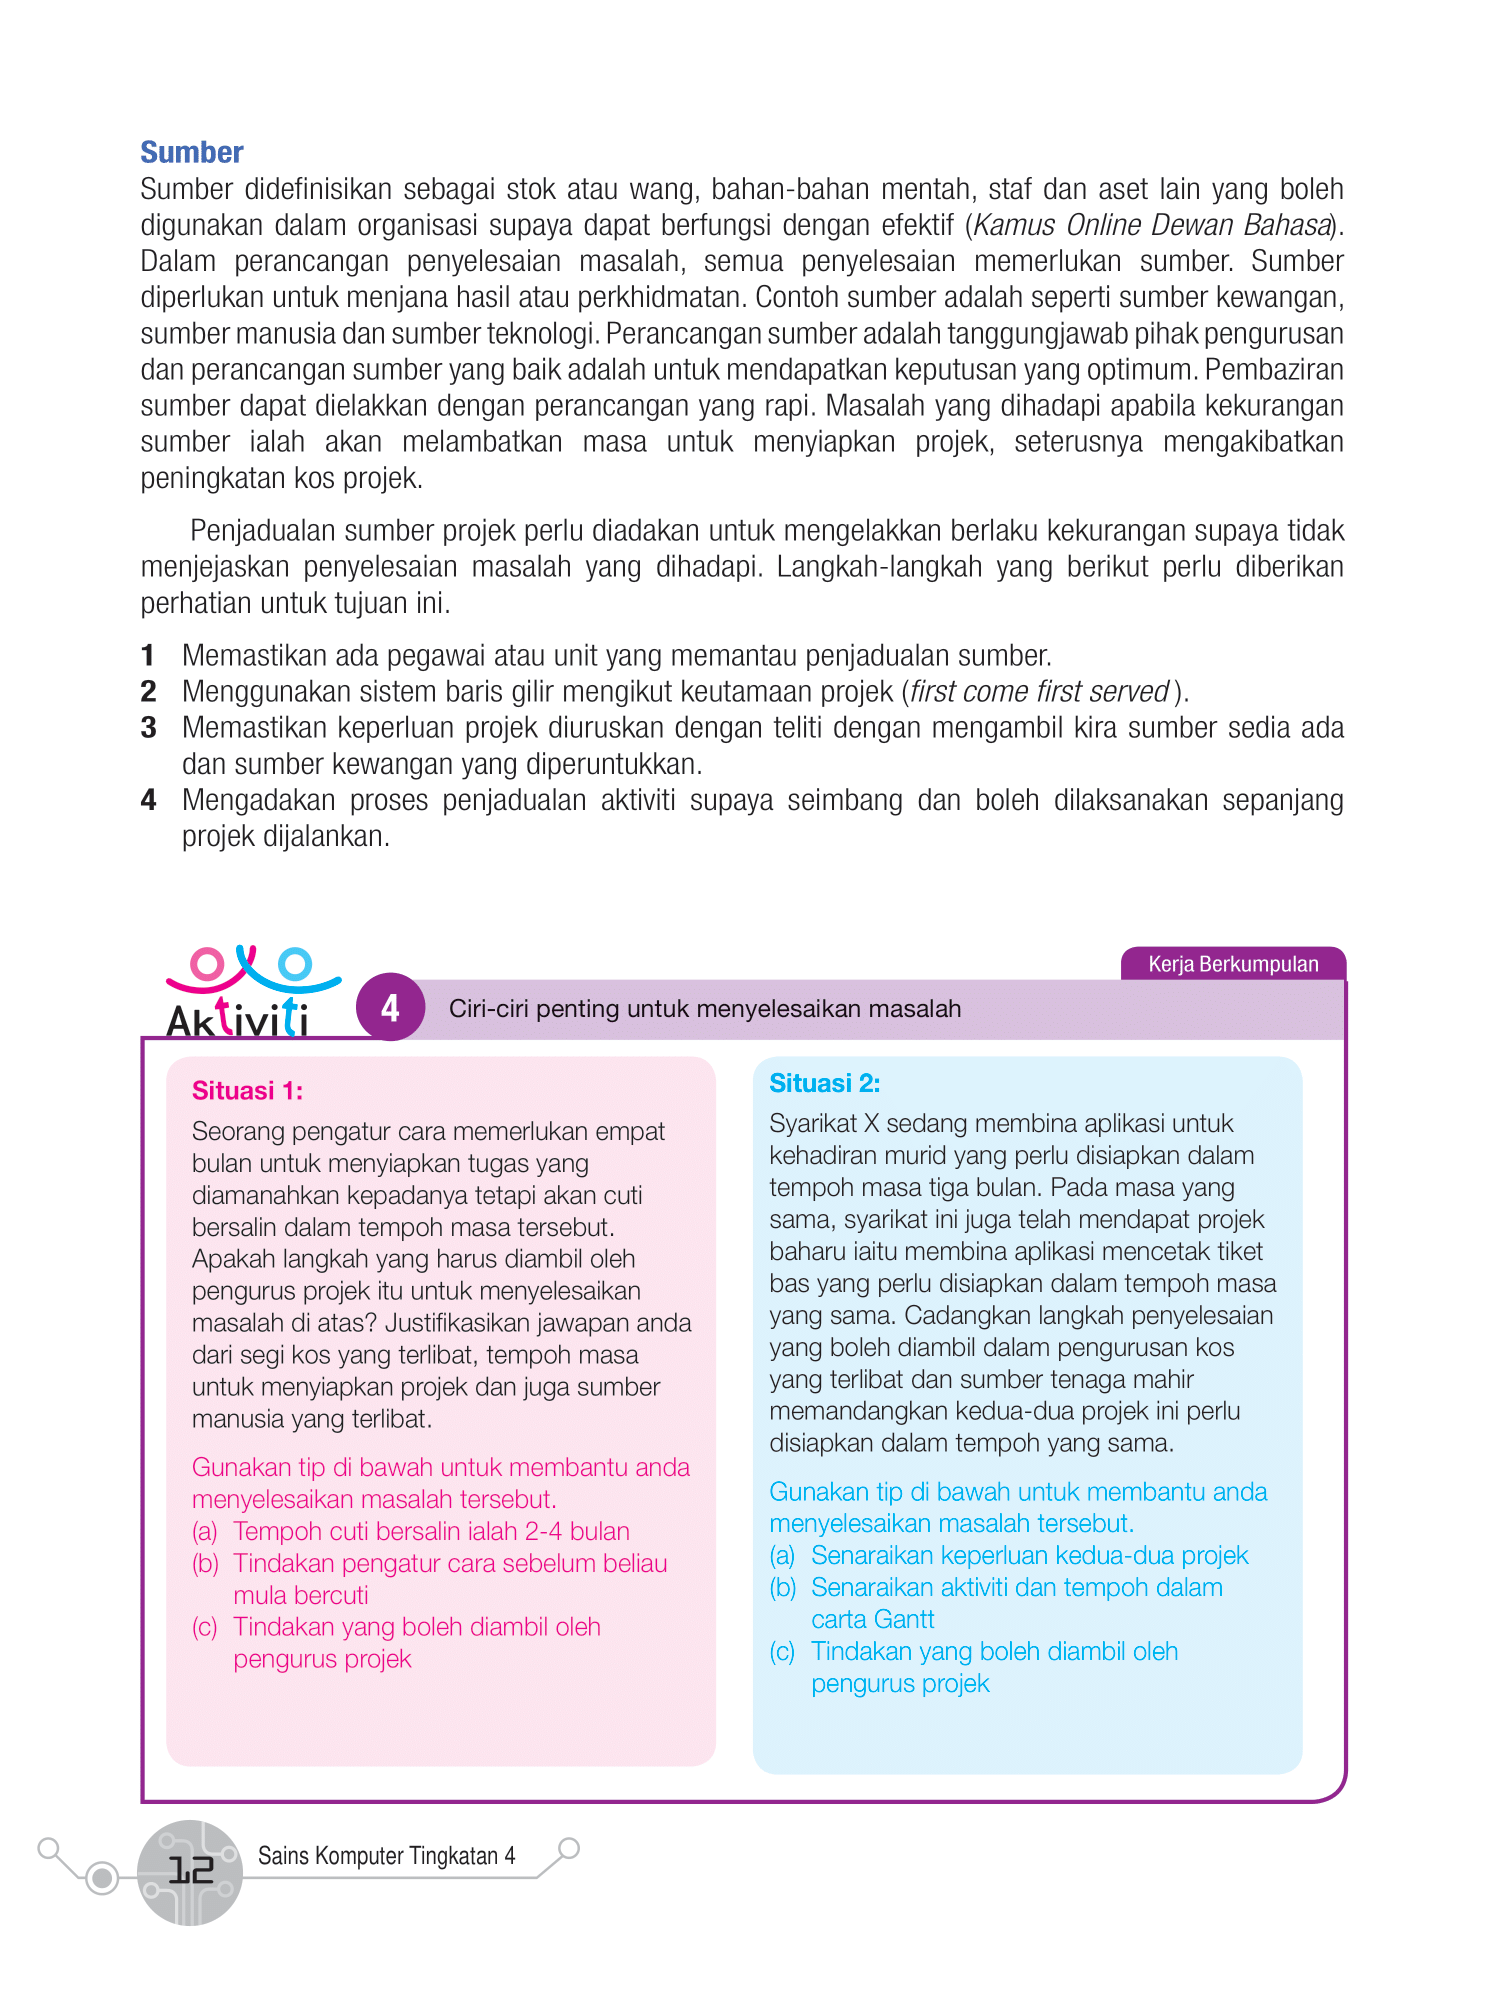 Sumber
Sumber didefinisikan sebagai stok atau wang, bahan-bahan mentah, staf dan aset lain yang boleh
digunakan dalam organisasi supaya dapat berfungsi dengan efektif (Kamus Online Dewan Bahasa).
Dalam perancangan penyelesaian masalah, semua penyelesaian memerlukan sumber. Sumber
diperlukan untuk menjana hasil atau perkhidmatan. Contoh sumber adalah seperti sumber kewangan,
sumber manusia dan sumber teknologi. Perancangan sumber adalah tanggungjawab pihak pengurusan
dan perancangan sumber yang baik adalah untuk mendapatkan keputusan yang optimum. Pembaziran
sumber dapat dielakkan dengan perancangan yang rapi. Masalah yang dihadapi apabila kekurangan
sumber ialah akan melambatkan masa untuk menyiapkan projek, seterusnya mengakibatkan
peningkatan kos projek.
Penjadualan sumber projek perlu diadakan untuk mengelakkan berlaku kekurangan supaya tidak
menjejaskan penyelesaian masalah yang dihadapi. Langkah-langkah yang berikut perlu diberikan
perhatian untuk tujuan ini.
1 Memastikan ada pegawai atau unit yang memantau penjadualan sumber.
2 Menggunakan sistem baris gilir mengikut keutamaan projek (first come first served).
3 Memastikan keperluan projek diuruskan dengan teliti dengan mengambil kira sumber sedia ada
dan sumber kewangan yang diperuntukkan.
4 Mengadakan proses penjadualan aktiviti supaya seimbang dan boleh dilaksanakan sepanjang
projek dijalankan.
Kerja Berkumpulan
Aktiviti 4 Ciri-ciri penting untuk menyelesaikan masalah
Situasi 1:
Seorang pengatur cara memerlukan empat
bulan untuk menyiapkan tugas yang
diamanahkan kepadanya tetapi akan cuti
bersalin dalam tempoh masa tersebut.
Apakah langkah yang harus diambil oleh
pengurus projek itu untuk menyelesaikan
masalah di atas? Justifikasikan jawapan anda
dari segi kos yang terlibat, tempoh masa
untuk menyiapkan projek dan juga sumber
manusia yang terlibat.
Gunakan tip di bawah untuk membantu anda
menyelesaikan masalah tersebut.
(a) Tempoh cuti bersalin ialah 2-4 bulan
(b) Tindakan pengatur cara sebelum beliau
mula bercuti
(c) Tindakan yang boleh diambil oleh
pengurus projek
Situasi 2:
Syarikat X sedang membina aplikasi untuk
kehadiran murid yang perlu disiapkan dalam
tempoh masa tiga bulan. Pada masa yang
sama, syarikat ini juga telah mendapat projek
baharu iaitu membina aplikasi mencetak tiket
bas yang perlu disiapkan dalam tempoh masa
yang sama. Cadangkan langkah penyelesaian
yang boleh diambil dalam pengurusan kos
yang terlibat dan sumber tenaga mahir
memandangkan kedua-dua projek ini perlu
disiapkan dalam tempoh yang sama.
Gunakan tip di bawah untuk membantu anda
menyelesaikan masalah tersebut.
(a) Senaraikan keperluan kedua-dua projek
(b) Senaraikan aktiviti dan tempoh dalam
carta Gantt
(c) Tindakan yang boleh diambil oleh
pengurus projek
12 Sains Komputer Tingkatan 4